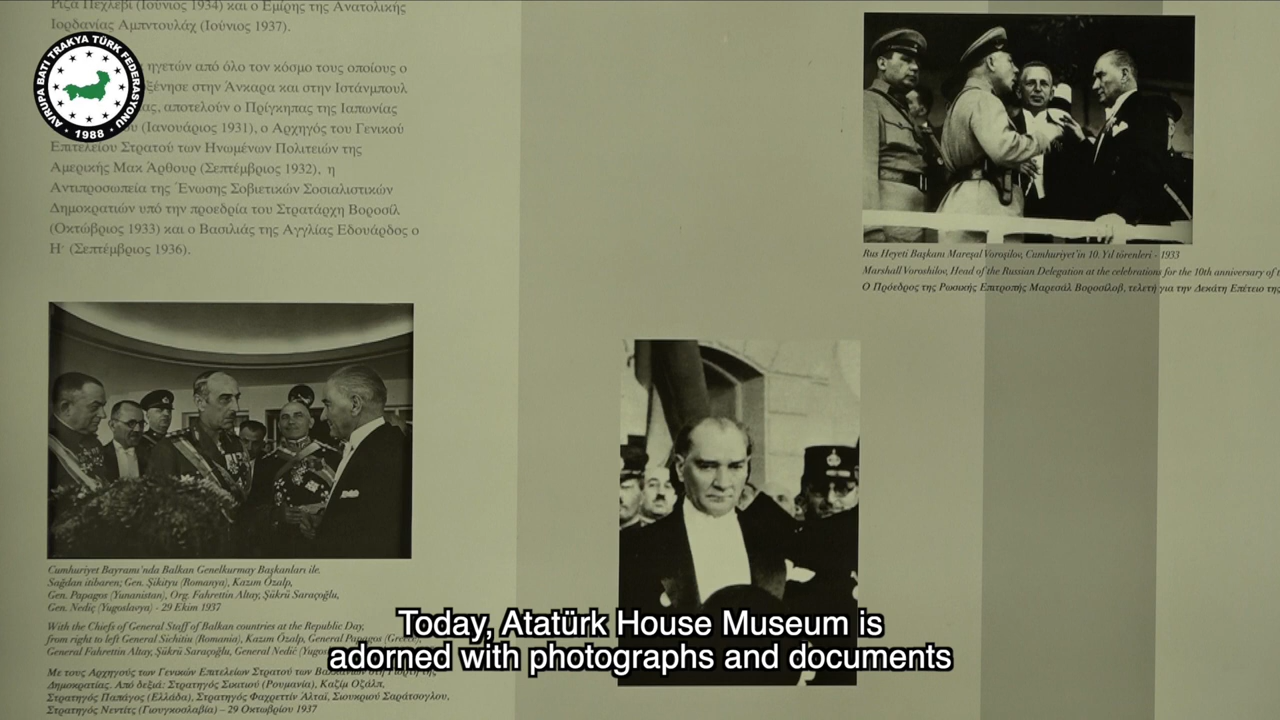 Ριζά Πεχλεβί (Ιούνιος 1934) και ο Εμίρης της Ανατολικής
Ιορδανίας Αμπντουλάχ (Ιούνιος 1937).
ηγετών από όλο τον κόσμο τους οποίους ο
στην Άνκαρα και στην Ιστάνμπουλ
αποτελούν ο Πρίγκηπας της Ιαπωνίας
(Ιανουάριος 1931), ο Αρχηγός του Γενικού
Επιτελείου Στρατού των Ηνωμένων Πολιτειών της
Αμερικής Μακ Άρθουρ (Σεπτέμβριος 1932), η
Αντιπροσωπεία της Ένωσης Σοβιετικών Σοσιαλιστικών
Δημοκρατιών υπό την προεδρία του Στρατάρχη Βοροσίλ
(Οκτώβριος 1933) και ο Βασιλιάς της Αγγλίας Εδουάρδος ο
Η΄ (Σεπτέμβριος 1936).
AVRUPA BATI TRAKYA TÜRK FEDERASYONU
1988
Rus Heyeti Başkanı Mareşal Voroşilov, Cumhuriyet'in 10. Yıl törenleri - 1933
Marshall Voroshilov, Head of the Russian Delegation at the celebrations for the 10th anniversary of
Ο Πρόεδρος της Ρωσικής Επιτροπής Μαρεσάλ Βοροσίλοβ, τελετή για την Δεκάτη Επέτειο της
Cumhuriyet Bayramı'nda Balkan Genelkurmay Başkanları ile.
Sağdan itibaren; Gen. Şikityu (Romanya), Kazım Özalp,
Gen. Papagos (Yunanistan), Org. Fahrettin Altay, Şükrü Saraçoğlu,
Gen. Nediç (Yugoslavya) - 29 Ekim 1937
With the Chiefs of General Staff of Balkan countries at the Republic Day,
from right to left General Sichitiu (Romania), Kazım Özalp, General Papagos (Greece),
General Fahrettin Altay, Şükrü Saraçoğlu, General Nedić
Με τους Αρχηγούς των Γενικών Επιτελείων Στρατού των Βαλκανίων στη Γιορτή της
Δημοκρατίας. Από δεξιά: Στρατηγός Σικιτιού (Ρουμανία), Καζίμ Οζάλπ,
Στρατηγός Παπάγος (Ελλάδα), Στρατηγός Φαχρεττίν Άλταϊ, Σιουκριού Σαράτσογλου,
Στρατηγός Νεντίτς (Γιουγκοσλαβία) – 29 Οκτωβρίου 1937
Today, Atatürk House Museum is
adorned with photographs and documents